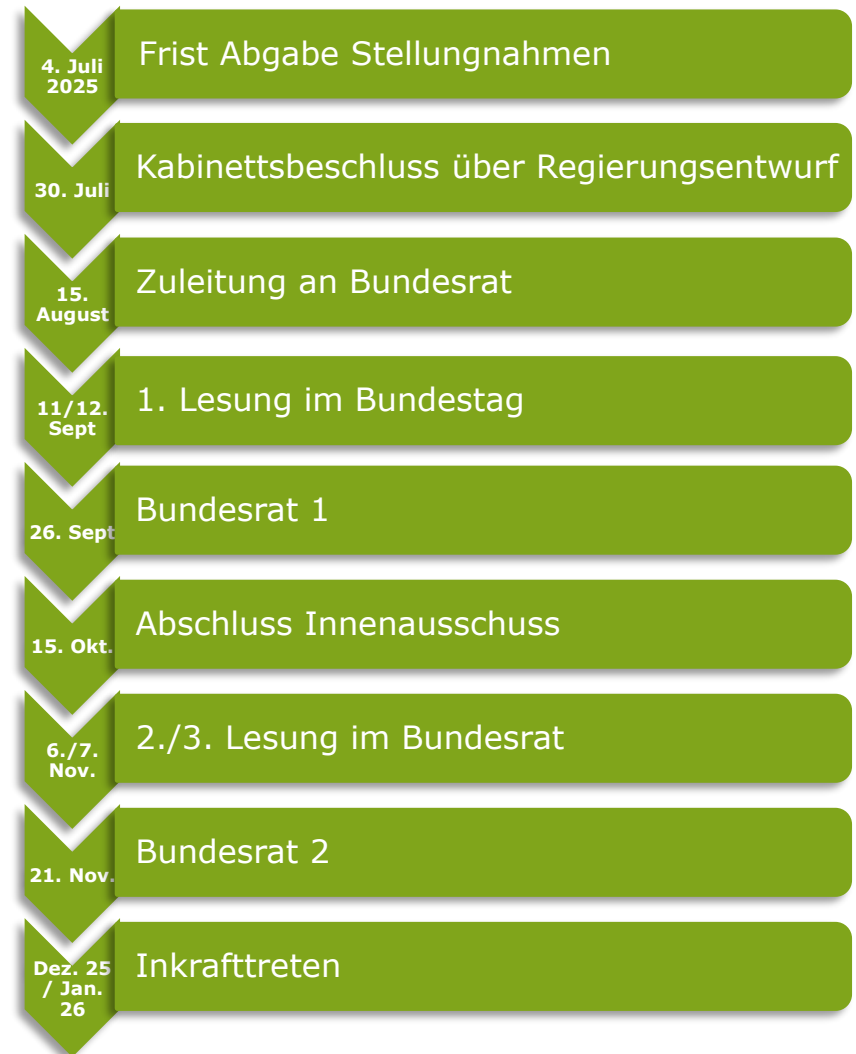 4. Juli
2025
Frist Abgabe Stellungnahmen
30. Juli
Kabinettsbeschluss über Regierungsentwurf
15.
August
Zuleitung an Bundesrat
11/12.
Sept
1. Lesung im Bundestag
26. Sept
Bundesrat 1
15. Okt.
Abschluss Innenausschuss
6./7.
Nov.
2./3. Lesung im Bundesrat
21. Nov.
Bundesrat 2
Dez. 25
/ Jan.
26
Inkrafttreten